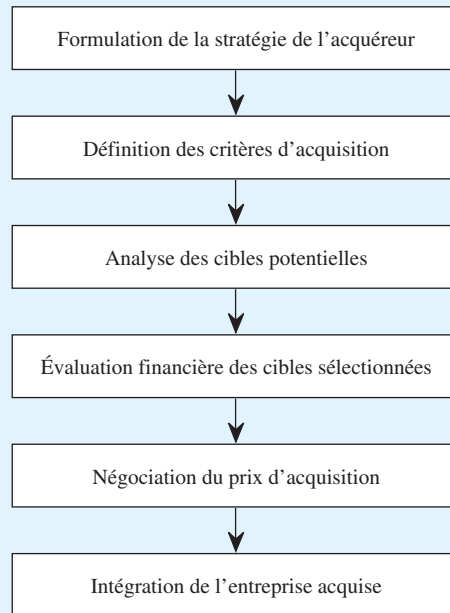 Formulation de la stratégie de l’acquéreur
Définition des critères d’acquisition
Analyse des cibles potentielles
Évaluation financière des cibles sélectionnées
Négociation du prix d’acquisition
Intégration de l’entreprise acquise